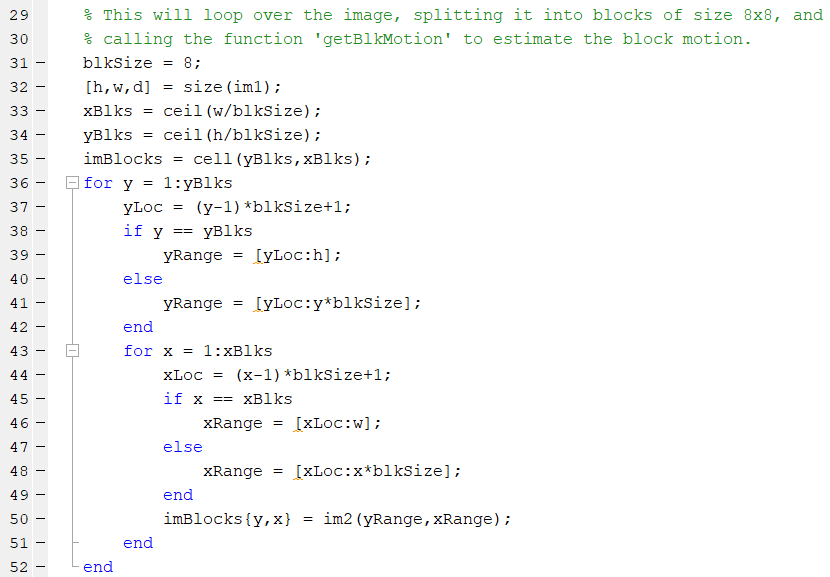 29 % This will loop over the image, splitting it into blocks of size 8x8, and
30 % calling the function 'getBlkMotion' to estimate the block motion.
31 – blkSize = 8;
32 – [h,w,d] = size(im1);
33 – xBlks = ceil(w/blkSize);
34 – yBlks = ceil(h/blkSize);
35 – imBlocks = cell(yBlks,xBlks);
36 – for y = 1:yBlks
37 – yLoc = (y-1)*blkSize+1;
38 – if y == yBlks
39 – yRange = [yLoc:h];
40 – else
41 – yRange = [yLoc:y*blkSize];
42 – end
43 – for x = 1:xBlks
44 – xLoc = (x-1)*blkSize+1;
45 – if x == xBlks
46 – xRange = [xLoc:w];
47 – else
48 – xRange = [xLoc:x*blkSize];
49 – end
50 – imBlocks{y,x} = im2(yRange,xRange);
51 – end
52 – end